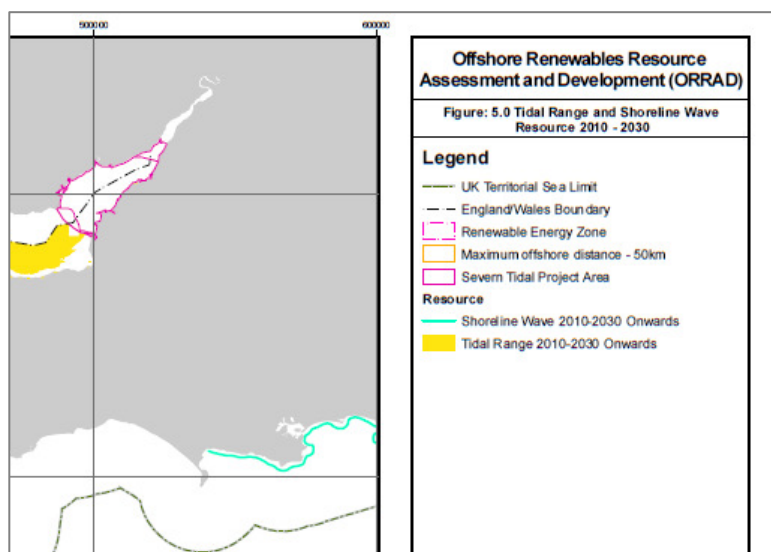 500000
600000
Offshore Renewables Resource
Assessment and Development (ORRAD)
Figure: 5.0 Tidal Range and Shoreline Wave
Resource 2010 - 2030
Legend
UK Territorial Sea Limit
England/Wales Boundary
Renewable Energy Zone
Maximum offshore distance - 50km
Severn Tidal Project Area
Resource
Shoreline Wave 2010-2030 Onwards
Tidal Range 2010-2030 Onwards